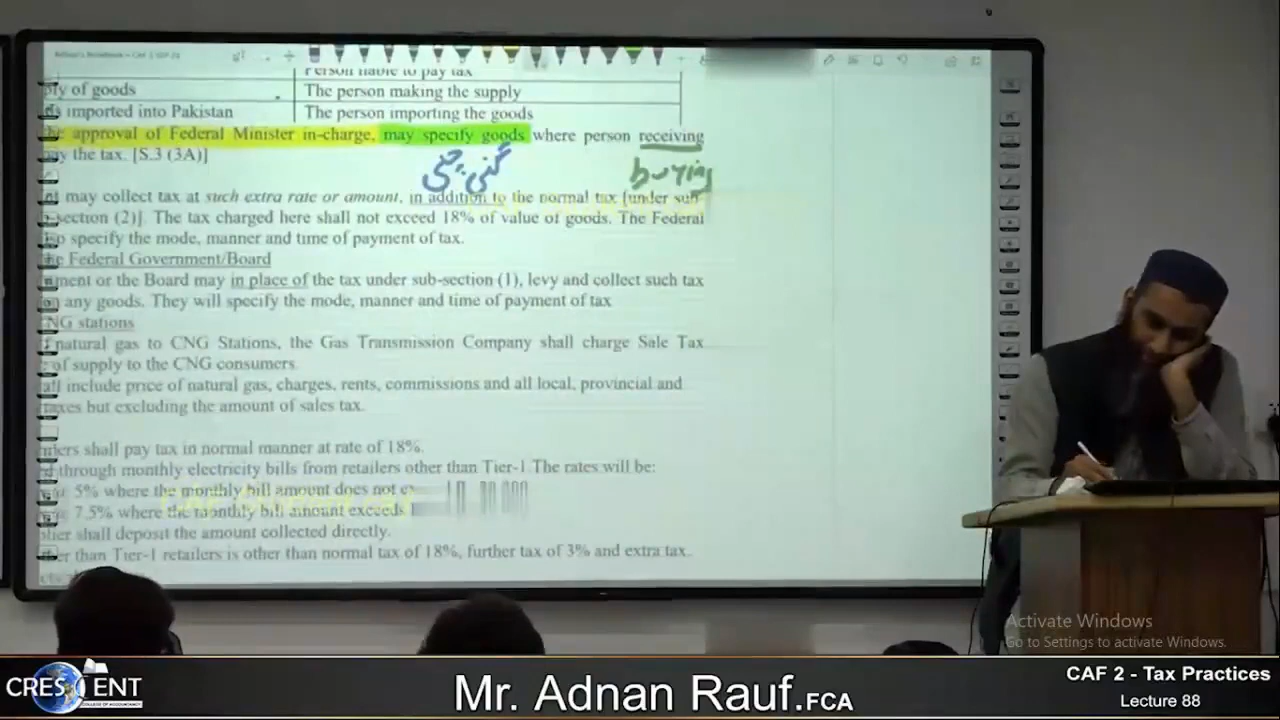 Person liable to pay tax
ply of goods The person making the supply
ds imported into Pakistan The person importing the goods
he approval of Federal Minister in-charge, may specify goods where person receiving
pay the tax. [S.3 (3A)]
گنی چنی
buying
nt may collect tax at such extra rate or amount, in addition to the normal tax [under sub-
b-section (2)]. The tax charged here shall not exceed 18% of value of goods. The Federal
lso specify the mode, manner and time of payment of tax.
he Federal Government/Board
nment or the Board may in place of the tax under sub-section (1), levy and collect such tax
on any goods. They will specify the mode, manner and time of payment of tax
NG stations
f natural gas to CNG Stations, the Gas Transmission Company shall charge Sale Tax
of supply to the CNG consumers.
all include price of natural gas, charges, rents, commissions and all local, provincial and
taxes but excluding the amount of sales tax.
shall pay tax in normal manner at rate of 18%.
d through monthly electricity bills from retailers other than Tier-1 The rates will be:
5% where the monthly bill amount does not
7.5% where the monthly bill amount exceeds
shall deposit the amount collected directly.
er than Tier-1 retailers is other than normal tax of 18%, further tax of 3% and extra tax.
Activate Windows
Go to Settings to activate Windows.
CRESCENT
COLLEGE OF ACCOUNTANCY
Mr. Adnan Rauf.FCA
CAF 2 - Tax Practices
Lecture 88